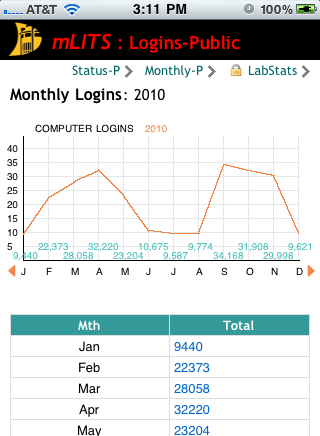 AT&T 3:11 PM 100%
mLITS : Logins-Public
Status-P Monthly-P LabStats
Monthly Logins: 2010
COMPUTER LOGINS 2010
40
35
30
25
20
15
10
5
22,373 32,220 10,675 9,774 31,908 9,621
9,440 28,058 23,204 9,587 34,168 29,998
J F M A M J J A S O N D
Mth Total
Jan 9440
Feb 22373
Mar 28058
Apr 32220
May 23204